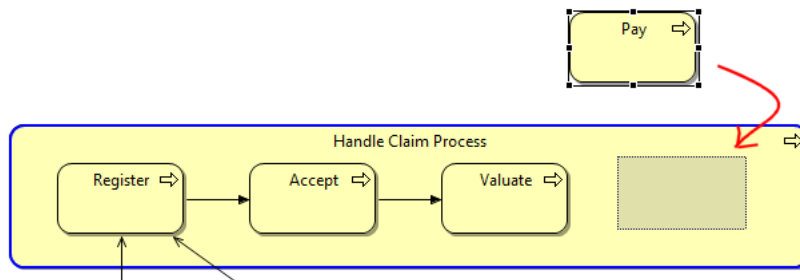 Pay
Handle Claim Process
Register
Accept
Valuate